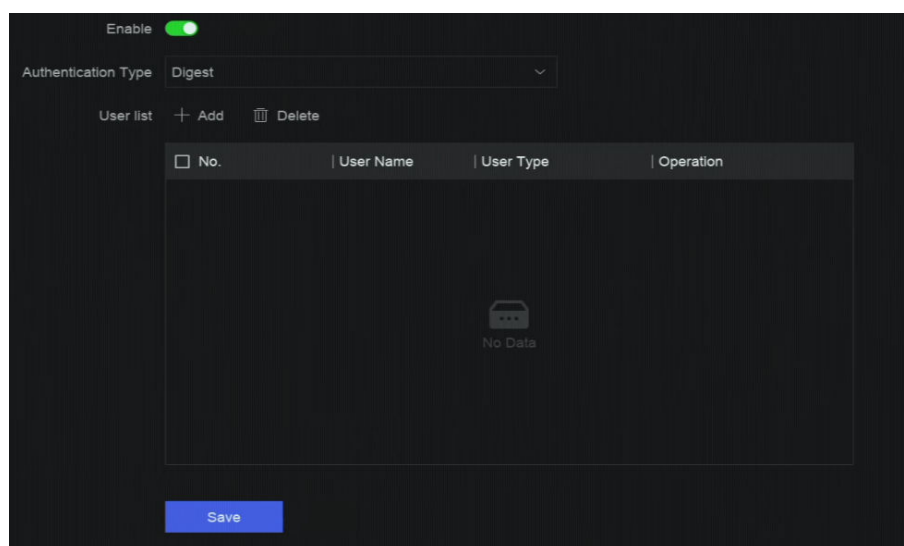 Enable
Authentication Type Digest
User list + Add Delete
No. | User Name | User Type | Operation
No Data
Save